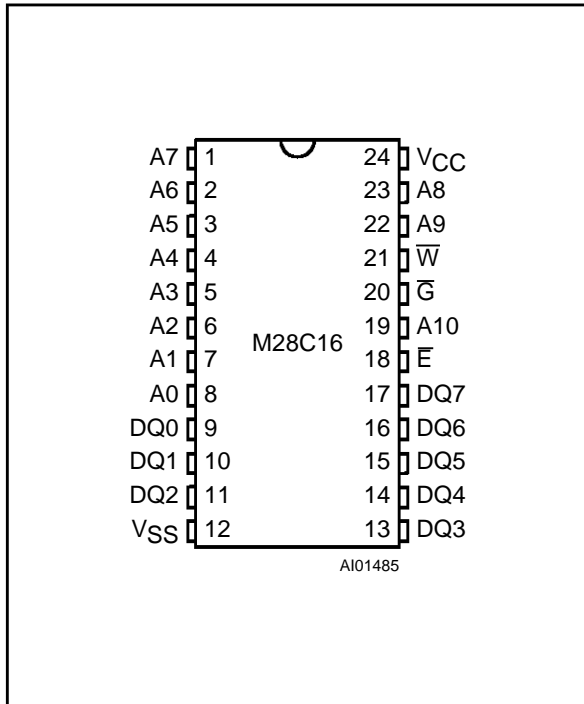 A7 1 24 VCC
A6 2 23 A8
A5 3 22 A9
A4 4 21 W̅
A3 5 20 G̅
A2 6 19 A10
M28C16
A1 7 18 E̅
A0 8 17 DQ7
DQ0 9 16 DQ6
DQ1 10 15 DQ5
DQ2 11 14 DQ4
VSS 12 13 DQ3
AI01485